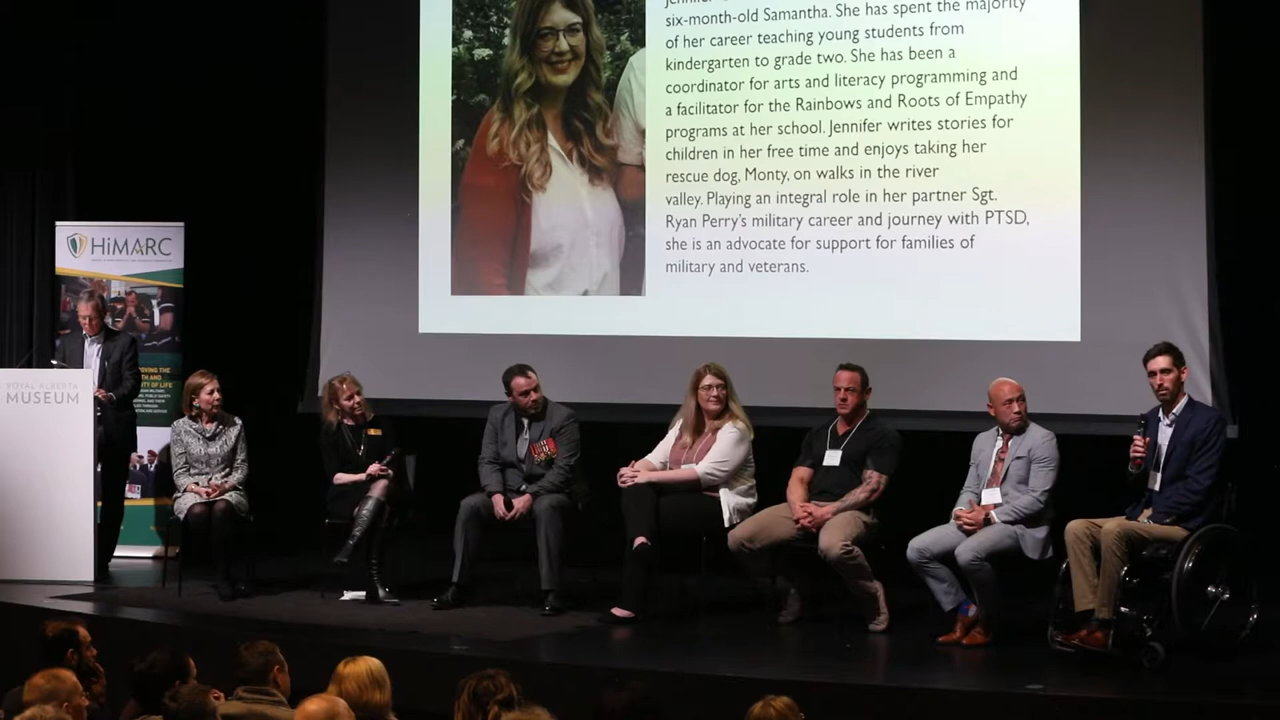 six-month-old Samantha. She has spent the majority
of her career teaching young students from
kindergarten to grade two. She has been a
coordinator for arts and literacy programming and
a facilitator for the Rainbows and Roots of Empathy
programs at her school. Jennifer writes stories for
children in her free time and enjoys taking her
rescue dog, Monty, on walks in the river
valley. Playing an integral role in her partner Sgt.
Ryan Perry's military career and journey with PTSD,
she is an advocate for support for families of
military and veterans.
HiMARC
ROYAL ALBERTA
MUSEUM